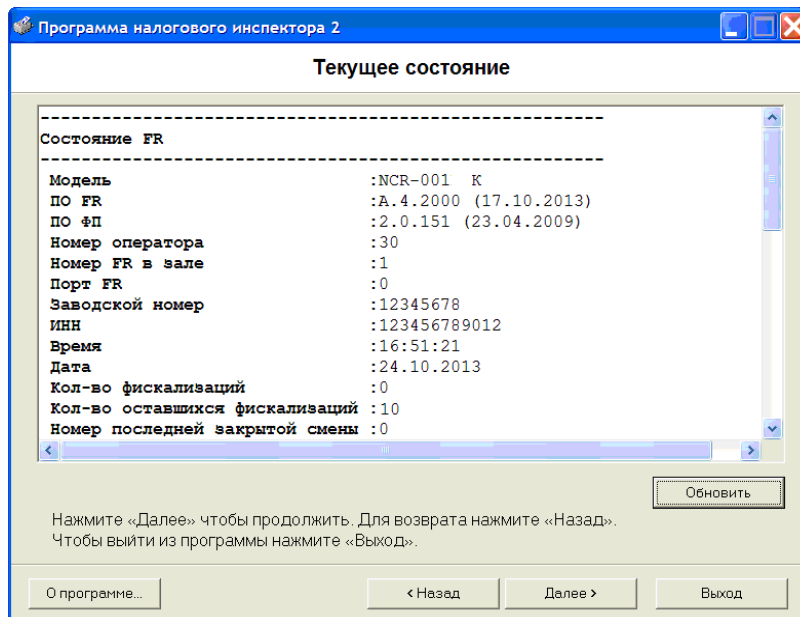 Программа налогового инспектора 2
Текущее состояние
-------------------------------------------------------
Состояние FR
-------------------------------------------------------
Модель :NCR-001 К
ПО FR :A.4.2000 (17.10.2013)
ПО ФП :2.0.151 (23.04.2009)
Номер оператора :30
Номер FR в зале :1
Порт FR :0
Заводской номер :12345678
ИНН :123456789012
Время :16:51:21
Дата :24.10.2013
Кол-во фискализаций :0
Кол-во оставшихся фискализаций :10
Номер последней закрытой смены :0
Обновить
Нажмите «Далее» чтобы продолжить. Для возврата нажмите «Назад».
Чтобы выйти из программы нажмите «Выход».
О программе... < Назад Далее > Выход